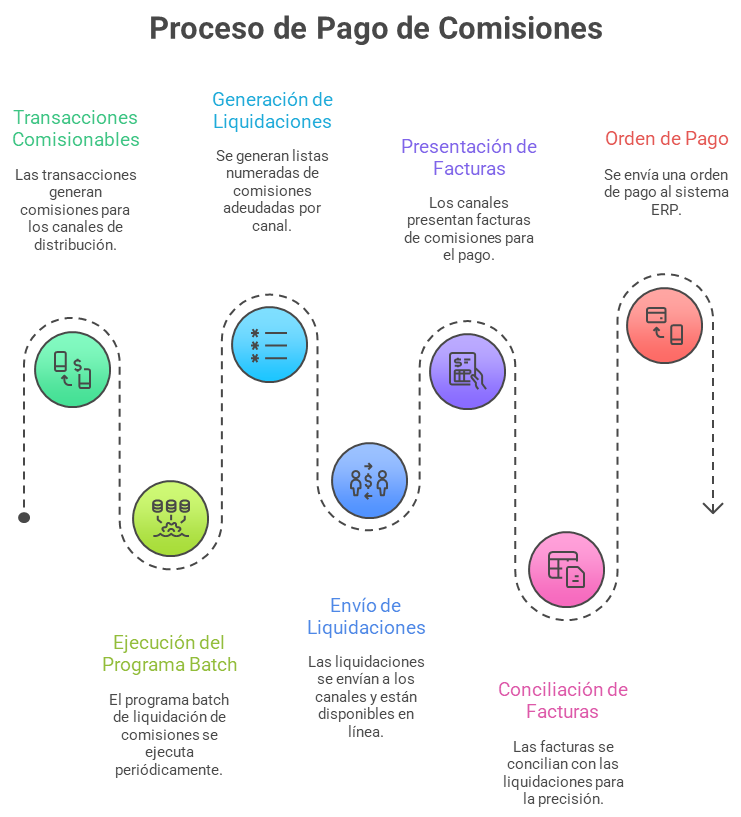 Proceso de Pago de Comisiones
Transacciones
Comisionables
Las transacciones
generan
comisiones para
los canales de
distribución.
Ejecución del
Programa Batch
El programa batch
de liquidación de
comisiones se
ejecuta
periódicamente.
Generación de
Liquidaciones
Se generan listas
numeradas de
comisiones
adeudadas por
canal.
Envío de
Liquidaciones
Las liquidaciones
se envían a los
canales y están
disponibles en
línea.
Presentación de
Facturas
Los canales
presentan facturas
de comisiones para
el pago.
Conciliación de
Facturas
Las facturas se
concilian con las
liquidaciones para
la precisión.
Orden de Pago
Se envía una orden
de pago al sistema
ERP.